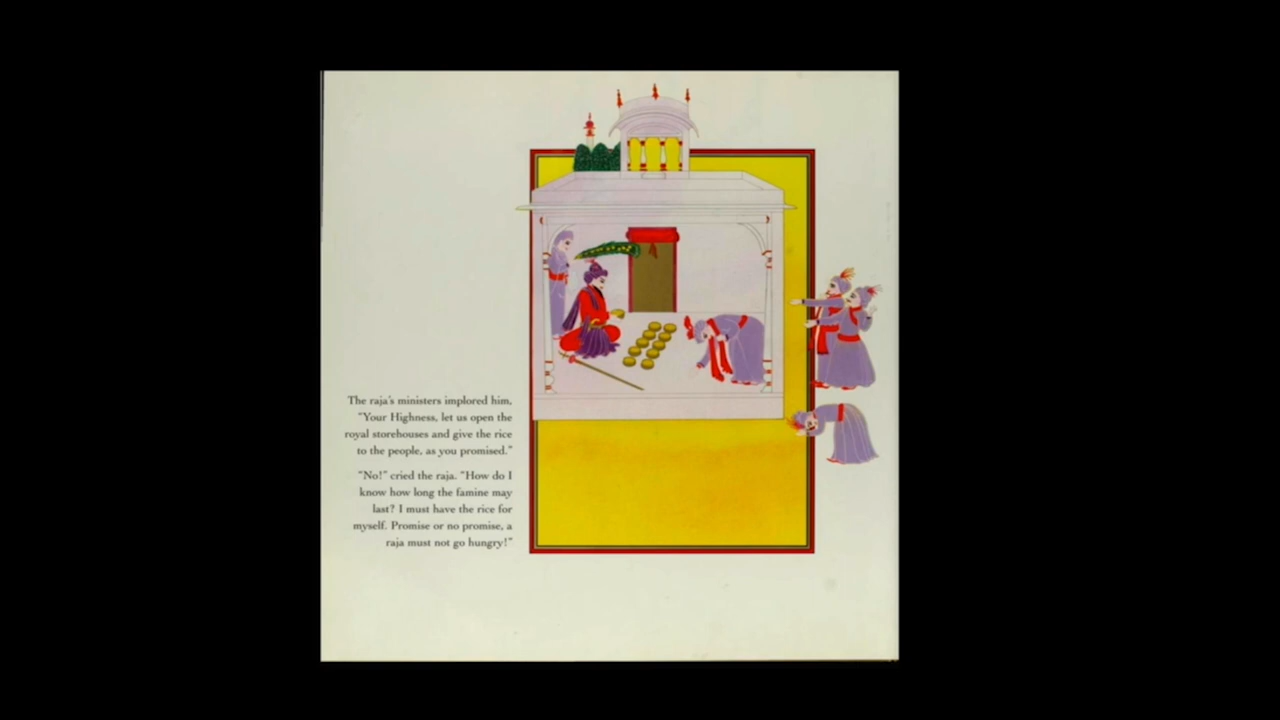 The raja's ministers implored him,
"Your Highness, let us open the
royal storehouses and give the rice
to the people, as you promised."
"No!" cried the raja. "How do I
know how long the famine may
last? I must have the rice for
myself. Promise or no promise, a
raja must not go hungry!"